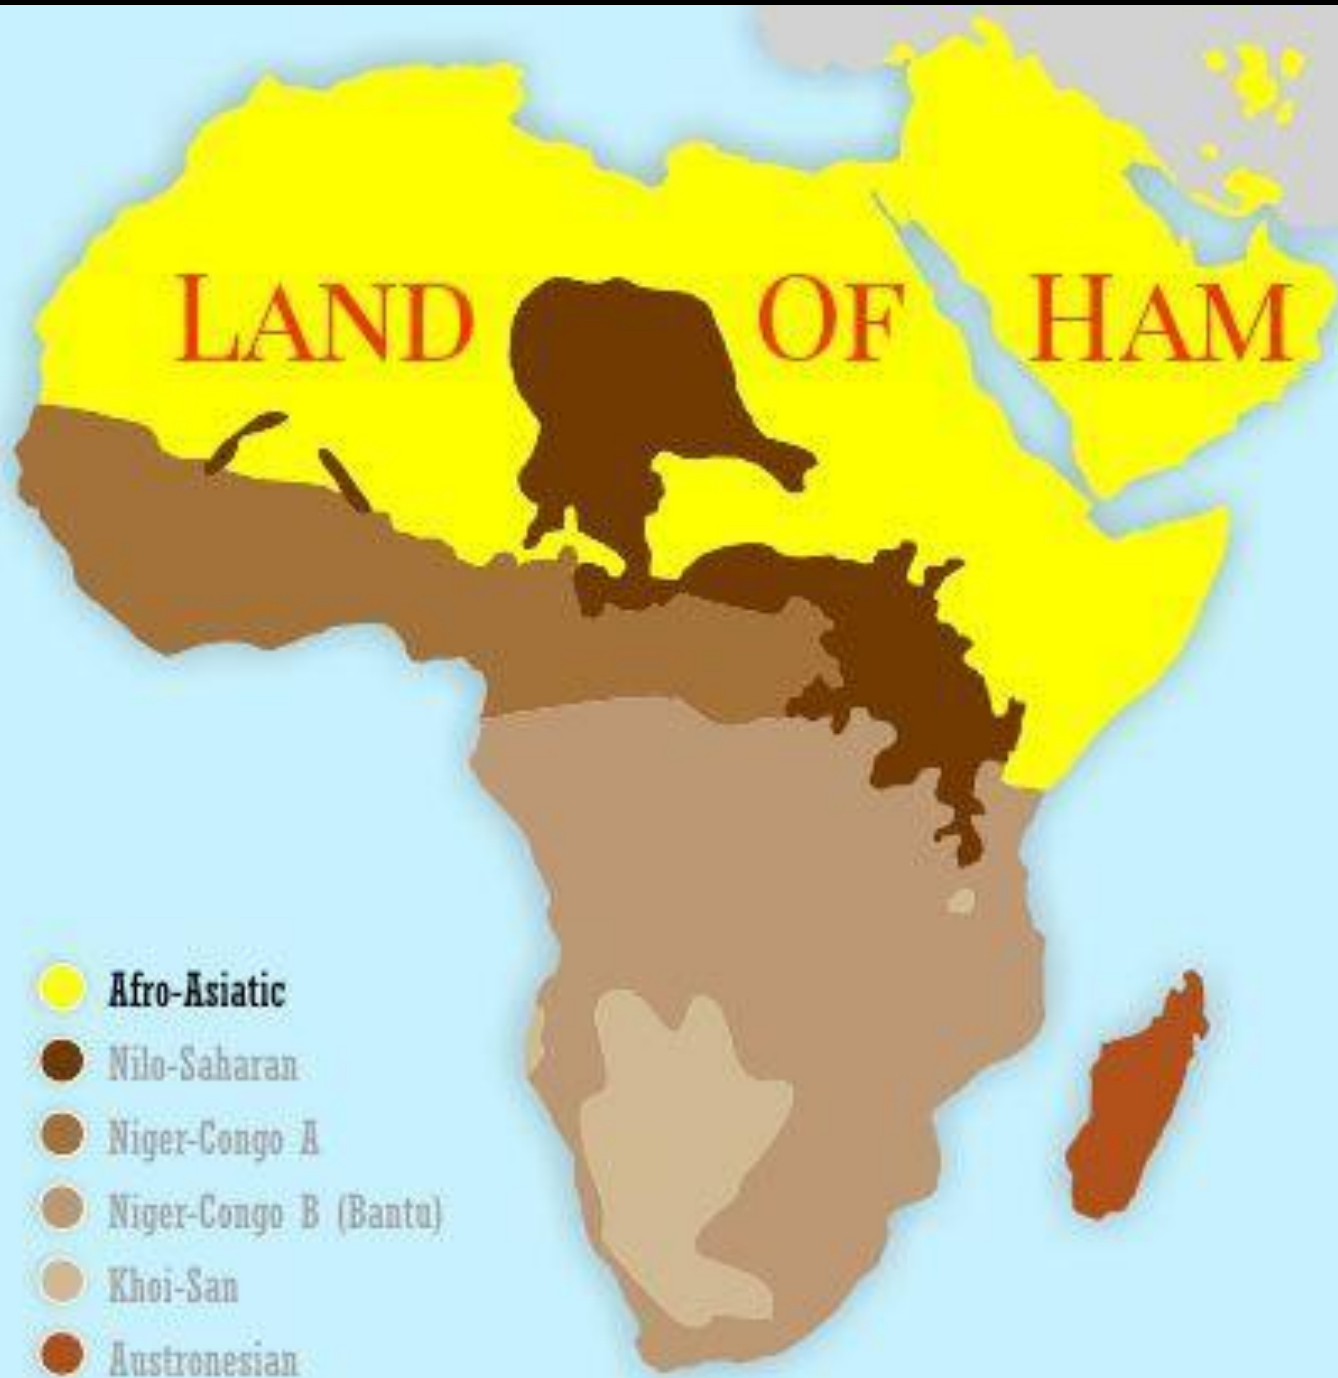 LAND OF HAM
Afro-Asiatic
Nilo-Saharan
Niger-Congo A
Niger-Congo B (Bantu)
Khoi-San
Austronesian